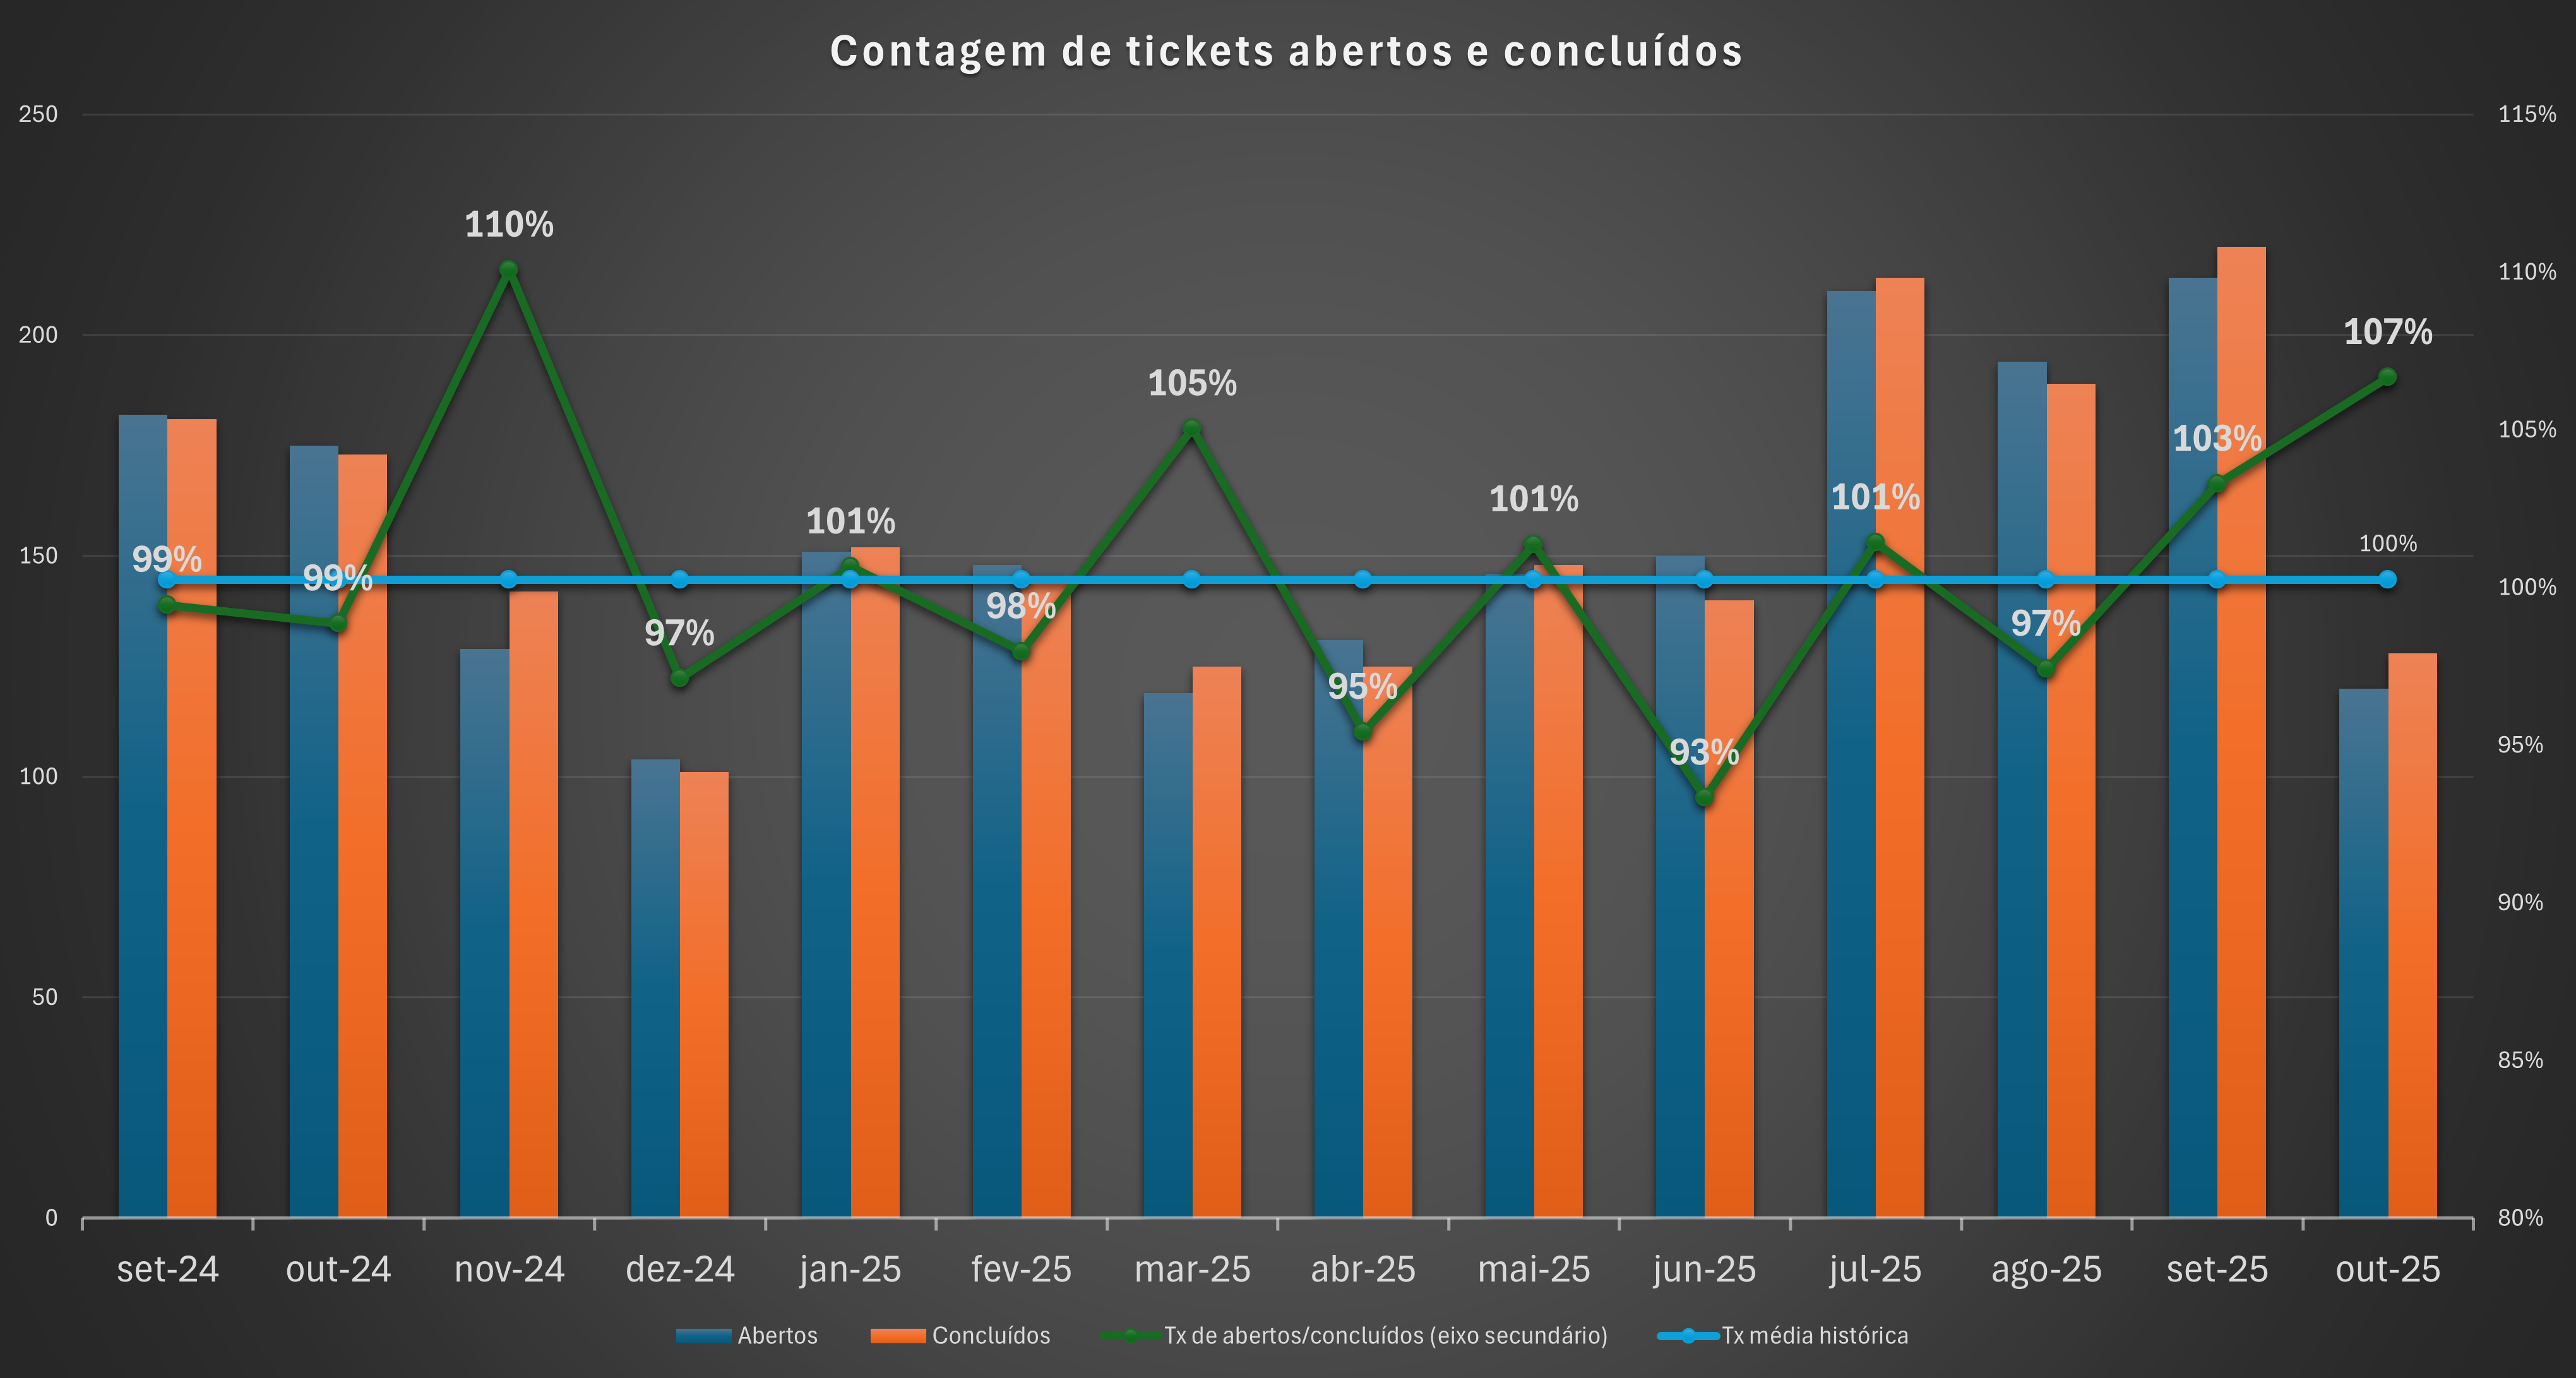 Contagem de tickets abertos e concluídos
250
200
150
100
50
0
115%
110%
105%
100%
95%
90%
85%
80%
99%
99%
110%
97%
101%
98%
105%
95%
101%
93%
101%
97%
103%
107%
100%
set-24
out-24
nov-24
dez-24
jan-25
fev-25
mar-25
abr-25
mai-25
jun-25
jul-25
ago-25
set-25
out-25
Abertos
Concluídos
Tx de abertos/concluídos (eixo secundário)
Tx média histórica